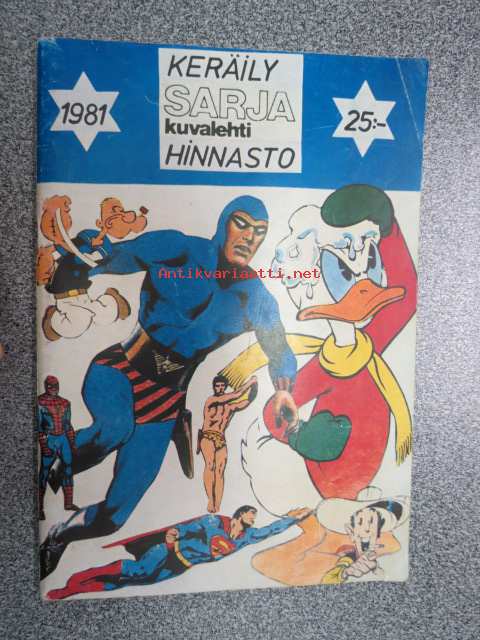 KERÄILY
SARJA
kuvalehti
HINNASTO
1981
25:-
Antikvariaatti.net
S